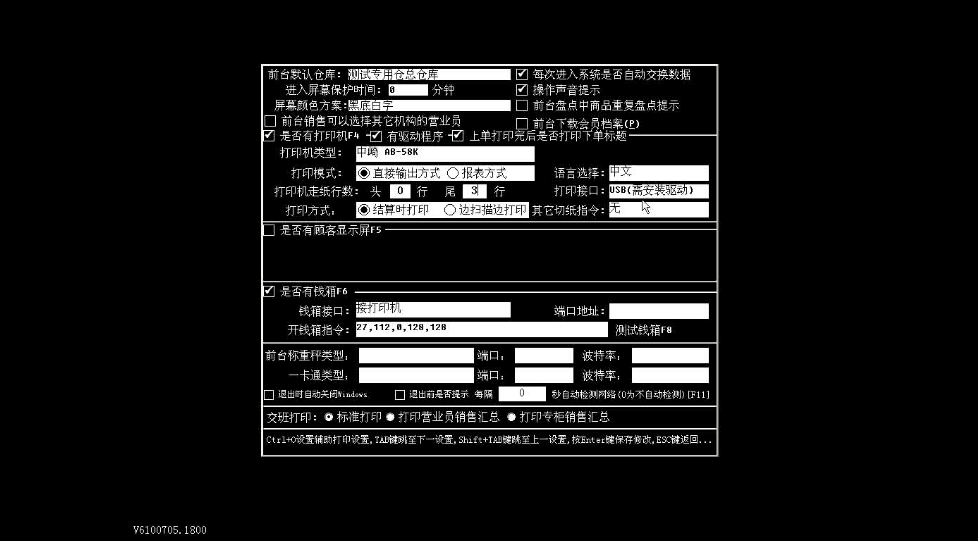 前台默认仓库: 测试专用仓总仓库 每次进入系统是否自动交换数据
进入屏幕保护时间: 0 分钟 操作声音提示
屏幕颜色方案: 黑底白字 前台盘点中商品重复盘点提示
前台销售可以选择其它机构的营业员 前台下载会员档案(P)
是否有打印机F4 有驱动程序 上单打印完后是否打印下单标题
打印机类型: 中崎 AB-58K
打印模式: 直接输出方式 报表方式 语言选择: 中文
打印机走纸行数: 头 0 行 尾 3 行 打印接口: USB(需安装驱动)
打印方式: 结算时打印 边扫描边打印 其它切纸指令: 无
是否有顾客显示屏F5
是否有钱箱F6
钱箱接口: 接打印机 端口地址:
开钱箱指令: 27,112,0,128,128 测试钱箱F8
前台称重秤类型: 端口: 波特率:
一卡通类型: 端口: 波特率:
退出时自动关闭Windows 退出前是否提示 每隔 0 秒自动检测网络(0为不自动检测)[F11]
交班打印: 标准打印 打印营业员销售汇总 打印专柜销售汇总
Ctrl+O设置辅助打印设置,TAB键跳至下一设置,Shift+TAB键跳至上一设置,按Enter键保存修改,ESC键返回...
V6100705.1800